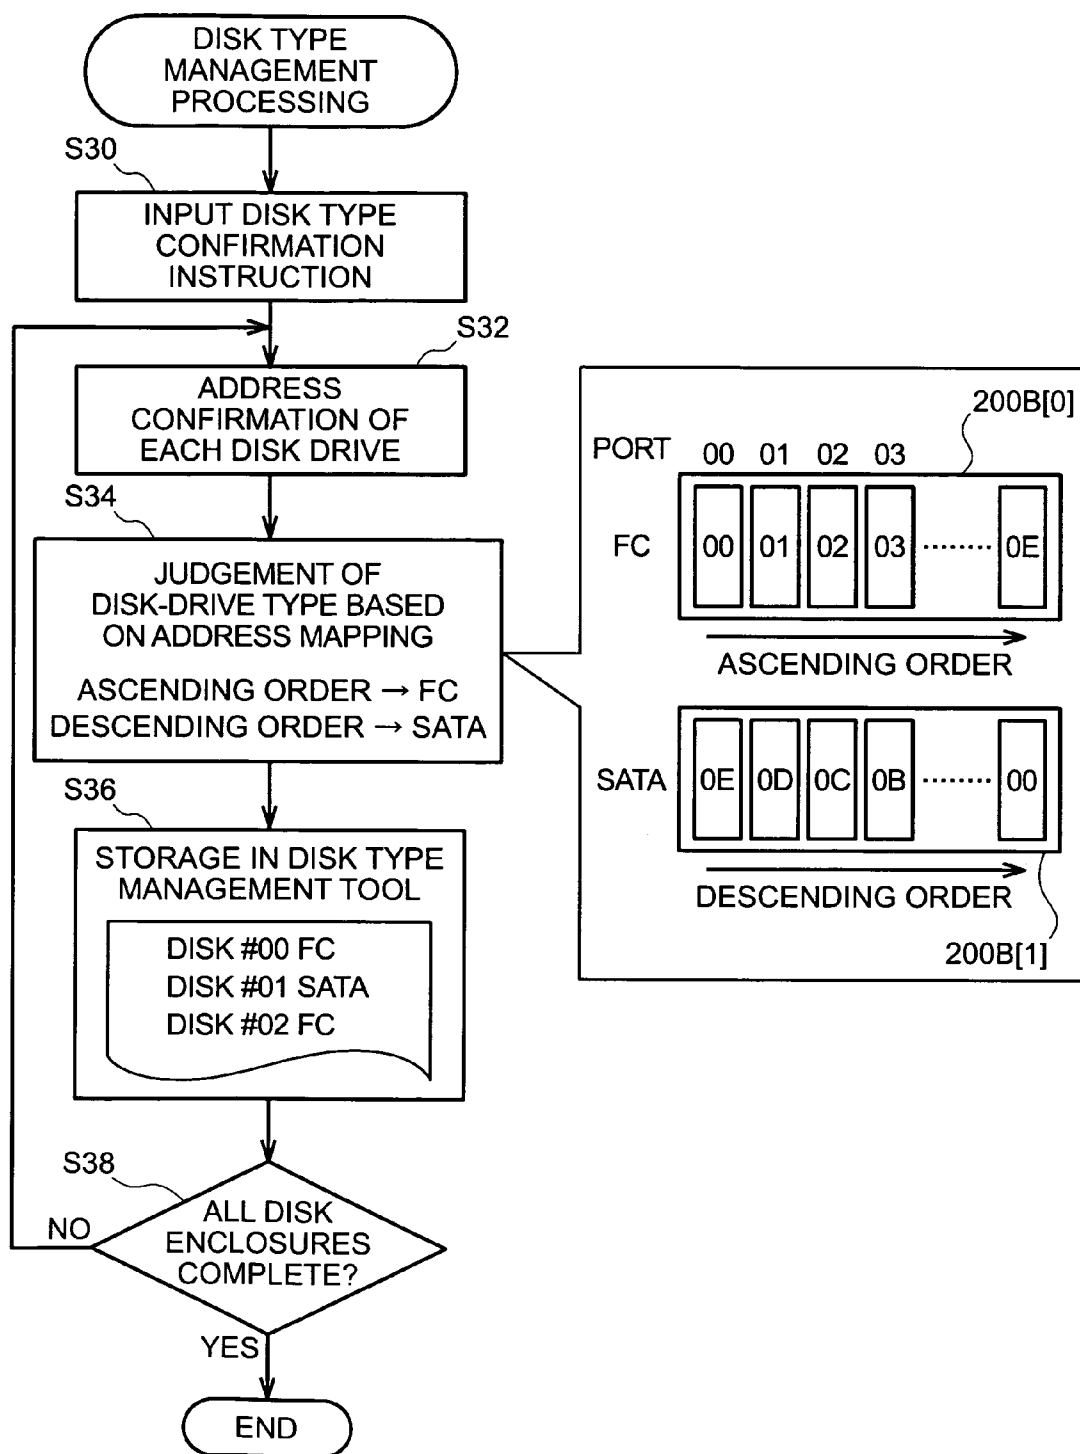 DISK TYPE
MANAGEMENT
PROCESSING
S30
INPUT DISK TYPE
CONFIRMATION
INSTRUCTION
S32
ADDRESS
CONFIRMATION OF
EACH DISK DRIVE
S34
JUDGEMENT OF
DISK-DRIVE TYPE BASED
ON ADDRESS MAPPING
ASCENDING ORDER → FC
DESCENDING ORDER → SATA
200B[0]
PORT 00 01 02 03
FC 00 01 02 03 ········ 0E
ASCENDING ORDER
SATA 0E 0D 0C 0B ········ 00
DESCENDING ORDER
200B[1]
S36
STORAGE IN DISK TYPE
MANAGEMENT TOOL
DISK #00 FC
DISK #01 SATA
DISK #02 FC
S38
ALL DISK
ENCLOSURES
COMPLETE?
NO
YES
END